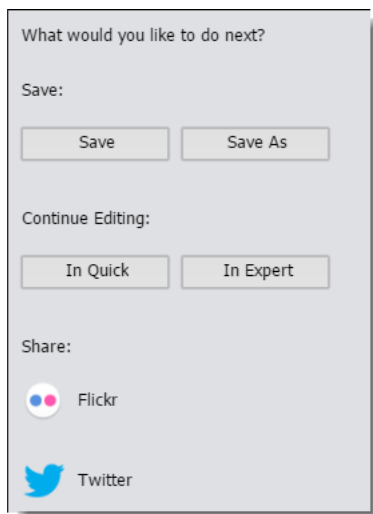 What would you like to do next?
Save:
Save Save As
Continue Editing:
In Quick In Expert
Share:
Flickr
Twitter